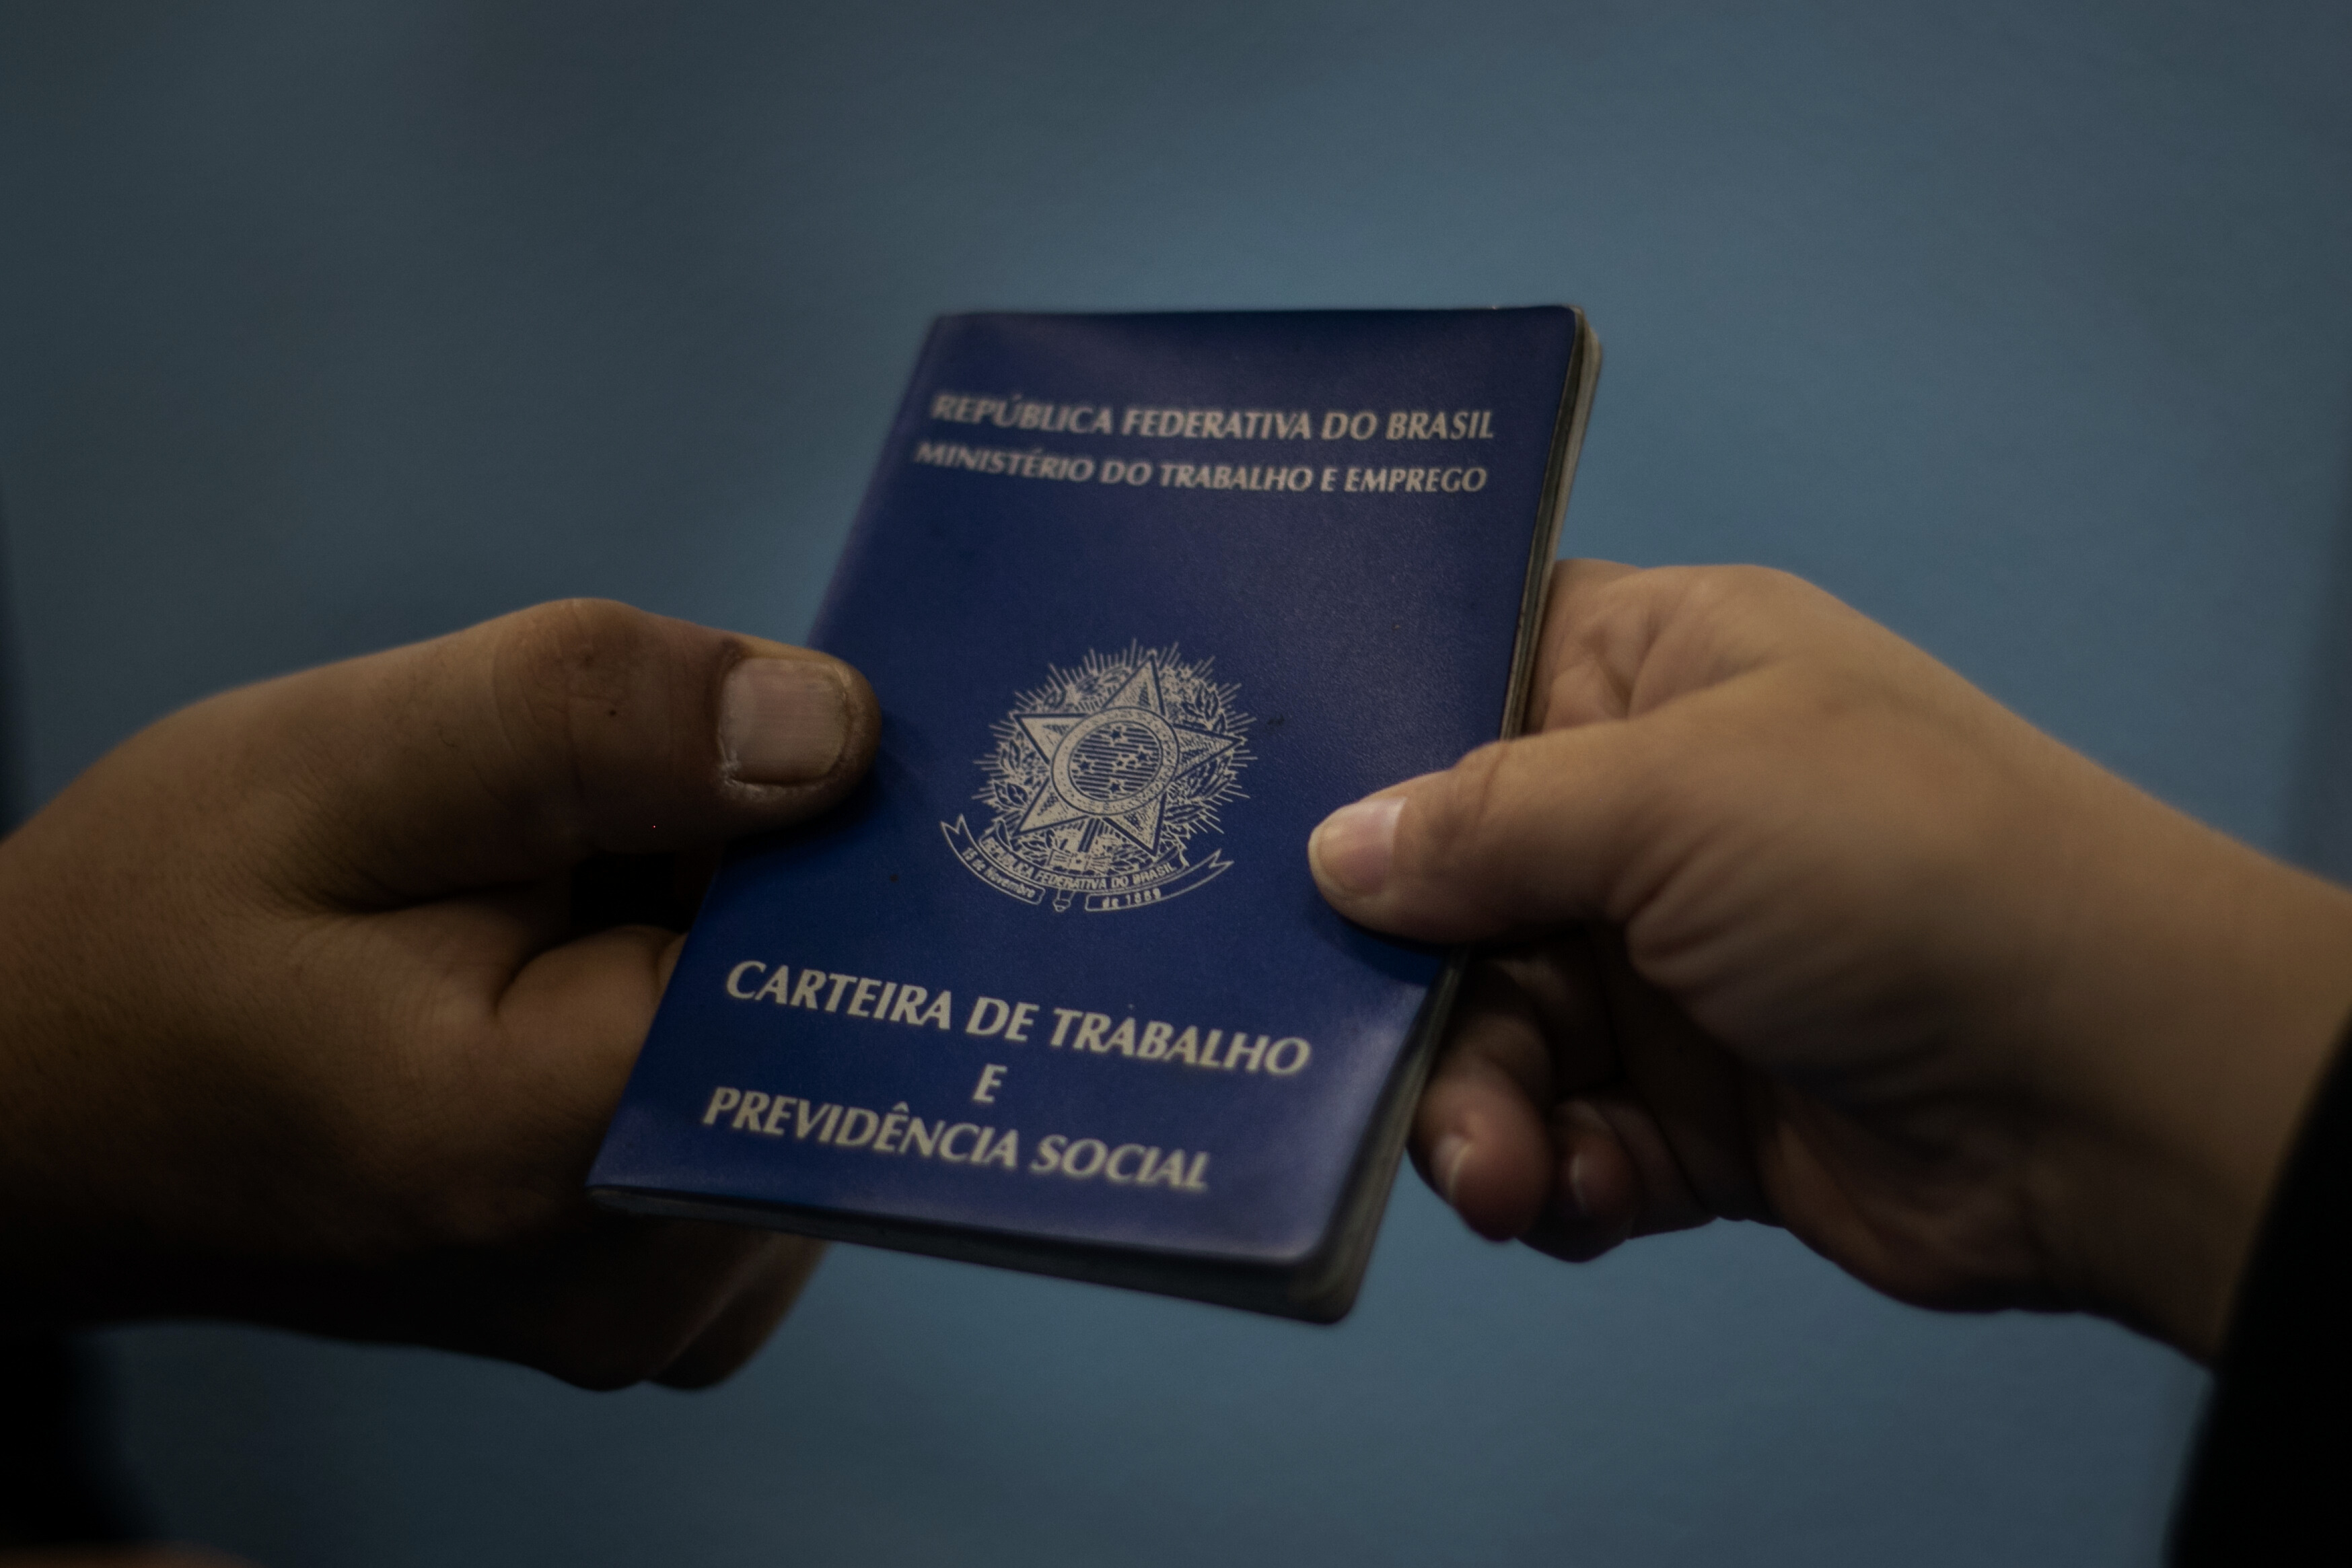 REPÚBLICA FEDERATIVA DO BRASIL
MINISTÉRIO DO TRABALHO E EMPREGO
REPÚBLICA FEDERATIVA DO BRASIL
15 de Novembro de 1889
CARTEIRA DE TRABALHO
E
PREVIDÊNCIA SOCIAL